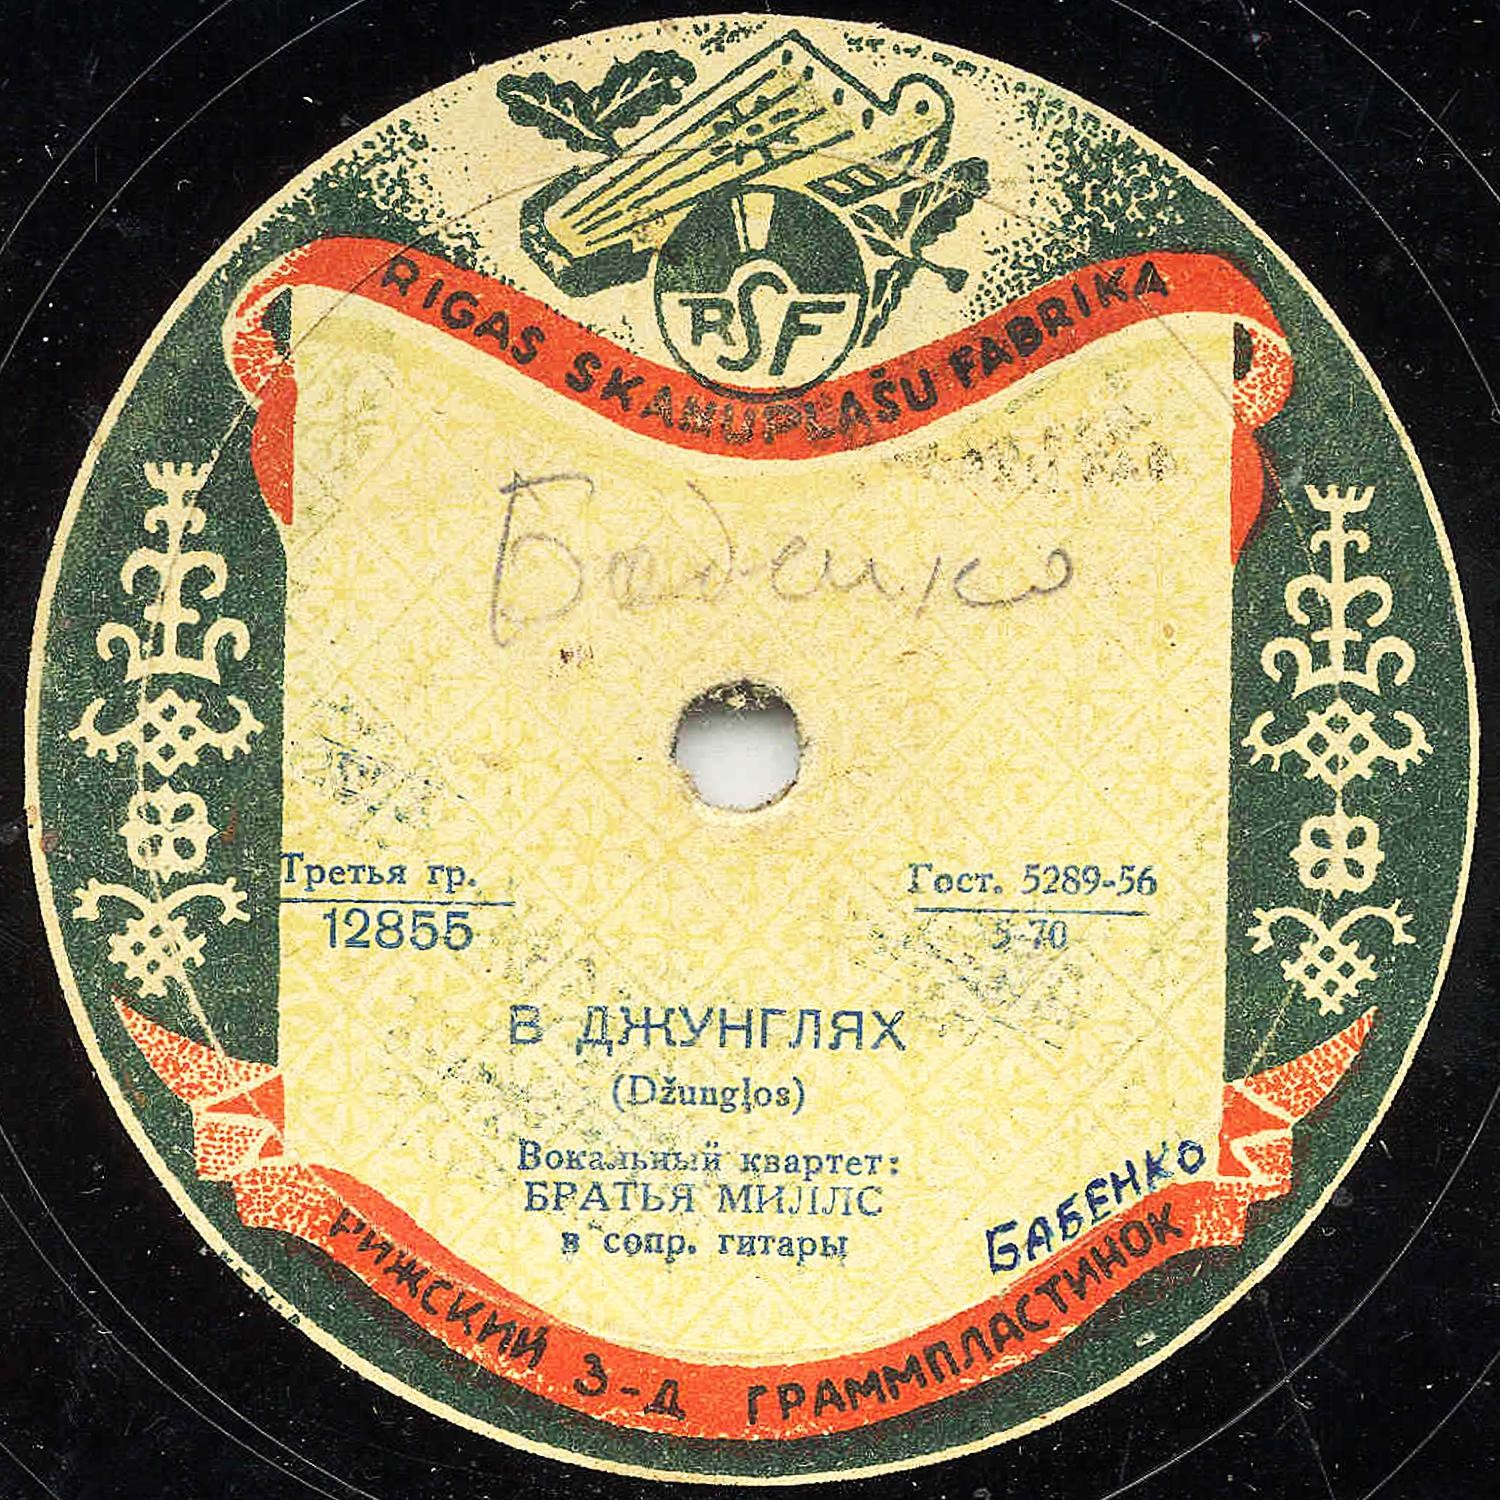 RSF
RIGAS SKAŅUPLAŠU FABRIKA
Бабенко
Третья гр.
12855
Гост. 5289-56
5-70
В ДЖУНГЛЯХ
(Džungļos)
Вокальный квартет:
БРАТЬЯ МИЛЛС
в сопр. гитары
БАБЕНКО
РИЖСКИЙ З-Д ГРАММПЛАСТИНОК